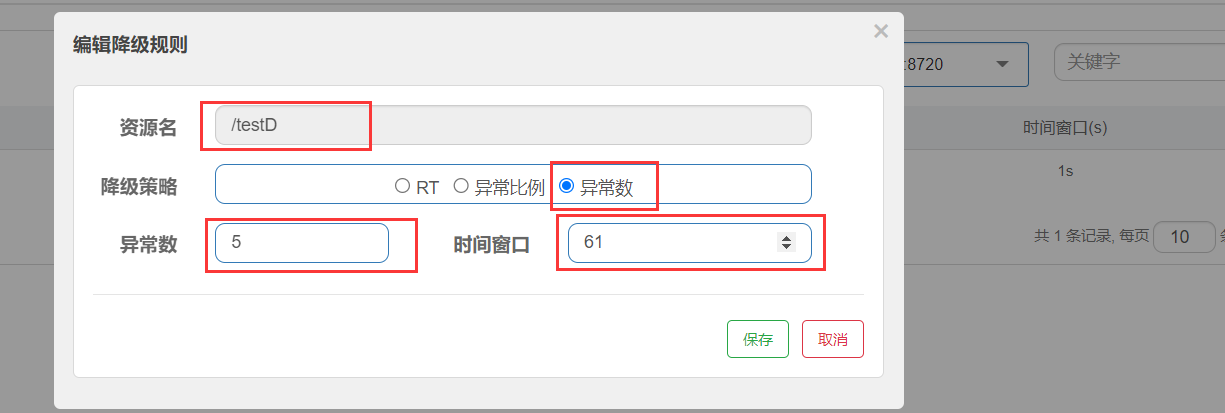 编辑降级规则
×
:8720
关键字
资源名
/testD
时间窗口(s)
降级策略
RT
异常比例
异常数
1s
异常数
5
时间窗口
61
共 1 条记录, 每页
10
保存
取消